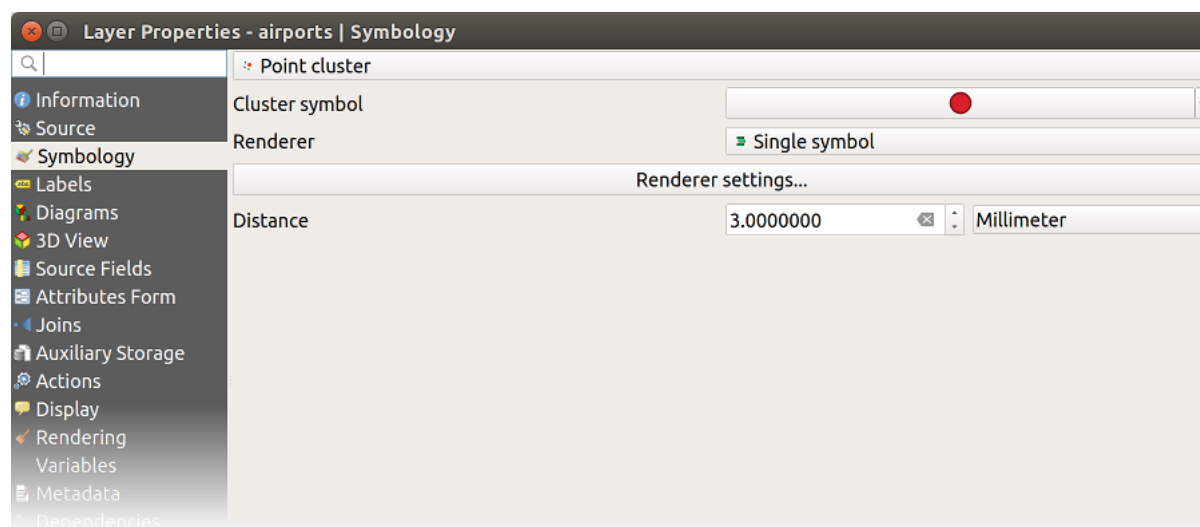 Layer Properties - airports | Symbology
Point cluster
Information
Cluster symbol
Source
Renderer
Single symbol
Symbology
Renderer settings...
Labels
Diagrams
Distance
3.0000000
Millimeter
3D View
Source Fields
Attributes Form
Joins
Auxiliary Storage
Actions
Display
Rendering
Variables
Metadata
Dependencies